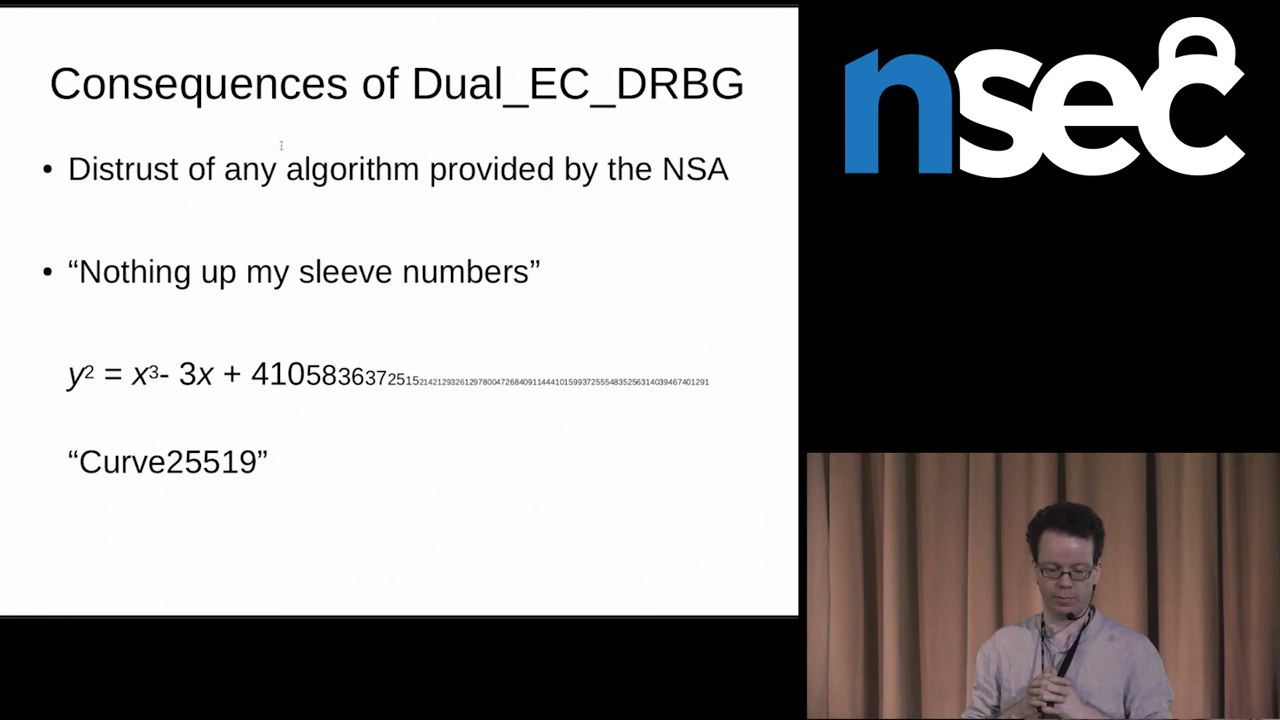 Consequences of Dual_EC_DRBG
• Distrust of any algorithm provided by the NSA
• “Nothing up my sleeve numbers”
y² = x³- 3x + 41058363725152142129326129780047268409114441015993725554835256314039467401291
“Curve25519”
nsec